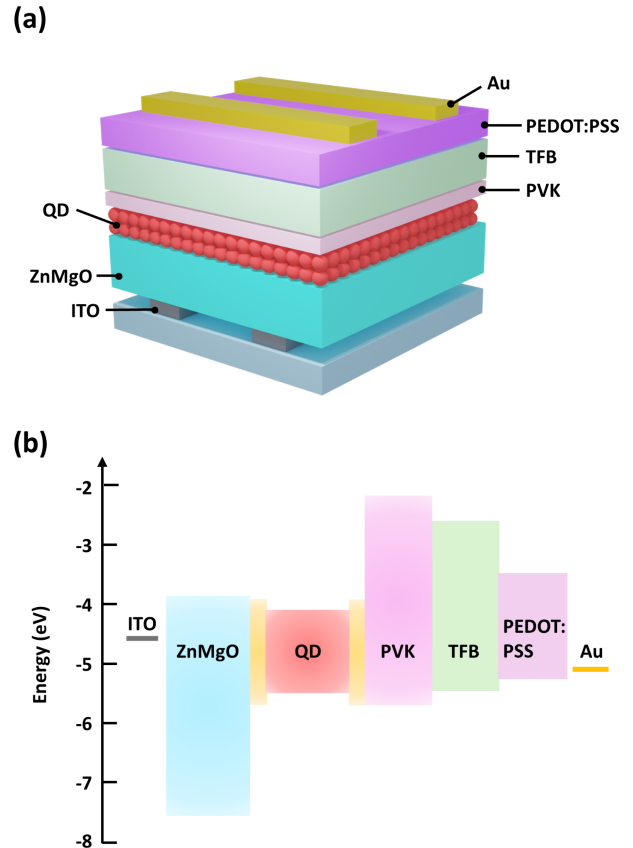 (a)
Au
PEDOT:PSS
TFB
PVK
QD
ZnMgO
ITO
(b)
Energy (eV)
-2
-3
-4
-5
-6
-7
-8
ITO
ZnMgO
QD
PVK
TFB
PEDOT:
PSS
Au